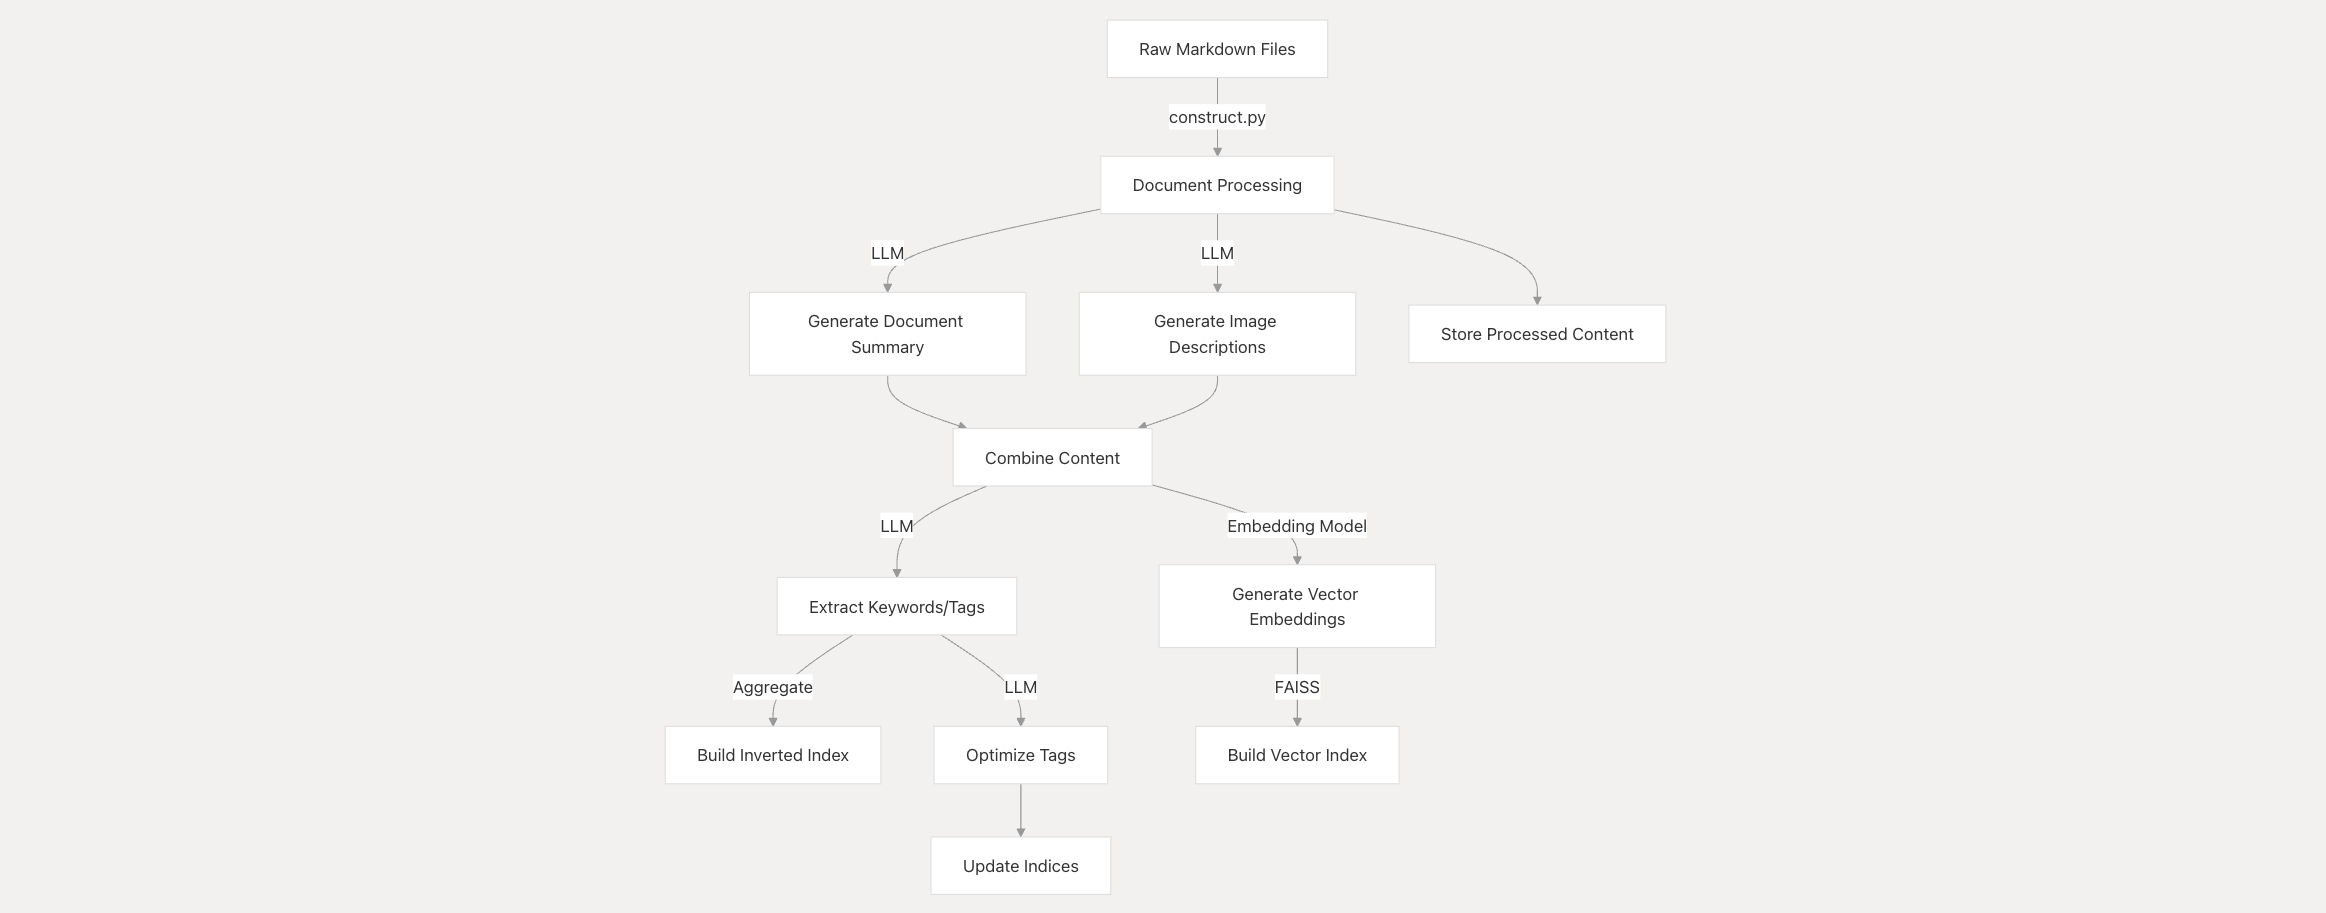 Raw Markdown Files
construct.py
Document Processing
LLM
LLM
Generate Document
Summary
Generate Image
Descriptions
Store Processed Content
Combine Content
LLM
Embedding Model
Extract Keywords/Tags
Generate Vector
Embeddings
Aggregate
LLM
FAISS
Build Inverted Index
Optimize Tags
Build Vector Index
Update Indices